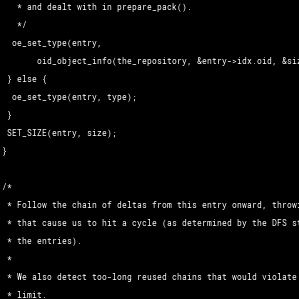 * and dealt with in prepare_pack().
*/
oe_set_type(entry,
oid_object_info(the_repository, &entry->idx.oid, &siz
} else {
oe_set_type(entry, type);
}
SET_SIZE(entry, size);
}
/*
* Follow the chain of deltas from this entry onward, throwi
* that cause us to hit a cycle (as determined by the DFS st
* the entries).
*
* We also detect too-long reused chains that would violate
* limit.